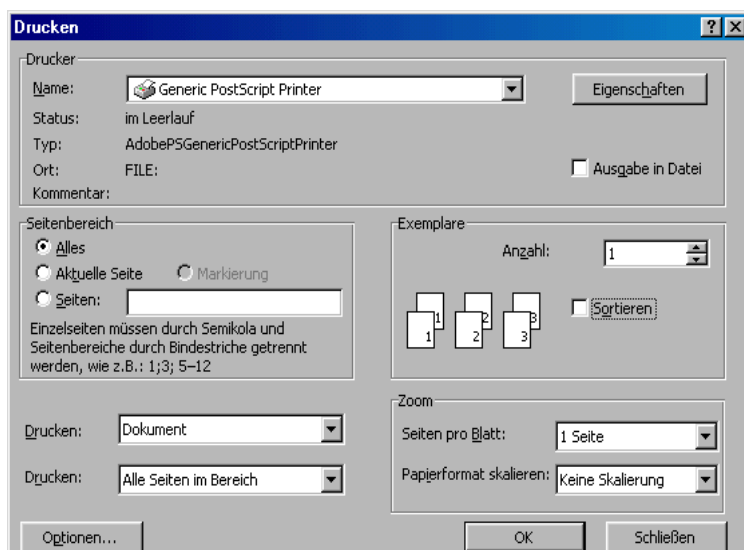 Drucken
Drucker
Name: Generic PostScript Printer Eigenschaften
Status: im Leerlauf
Typ: AdobePSGenericPostScriptPrinter
Ort: FILE: Ausgabe in Datei
Kommentar:
Seitenbereich
Alles
Aktuelle Seite Markierung
Seiten:
Einzelseiten müssen durch Semikola und
Seitenbereiche durch Bindestriche getrennt
werden, wie z.B.: 1;3; 5–12
Exemplare
Anzahl: 1
1 2 3
1 2 3
Sortieren
Drucken: Dokument
Drucken: Alle Seiten im Bereich
Zoom
Seiten pro Blatt: 1 Seite
Papierformat skalieren: Keine Skalierung
Optionen... OK Schließen